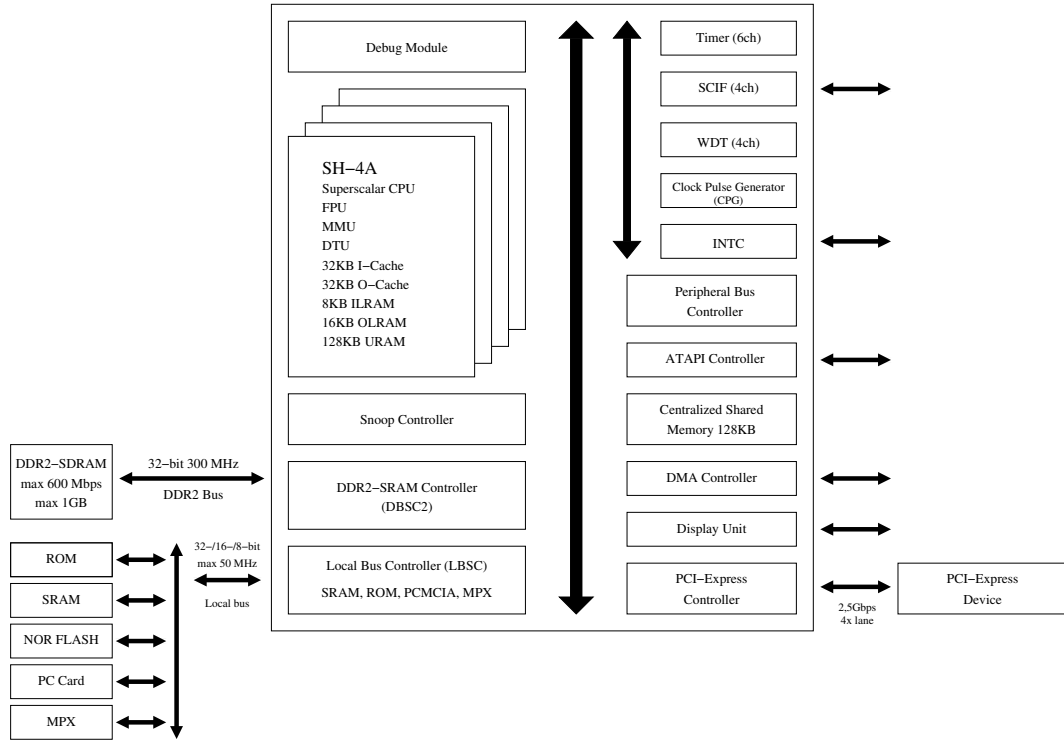 Debug Module
SH−4A
Superscalar CPU
FPU
MMU
DTU
32KB I−Cache
32KB O−Cache
8KB ILRAM
16KB OLRAM
128KB URAM
Snoop Controller
DDR2−SRAM Controller
(DBSC2)
Local Bus Controller (LBSC)
SRAM, ROM, PCMCIA, MPX
Timer (6ch)
SCIF (4ch)
WDT (4ch)
Clock Pulse Generator
(CPG)
INTC
Peripheral Bus
Controller
ATAPI Controller
Centralized Shared
Memory 128KB
DMA Controller
Display Unit
PCI−Express
Controller
DDR2−SDRAM
max 600 Mbps
max 1GB
32−bit 300 MHz
DDR2 Bus
ROM
SRAM
NOR FLASH
PC Card
MPX
32−/16−/8−bit
max 50 MHz
Local bus
2,5Gbps
4x lane
PCI−Express
Device